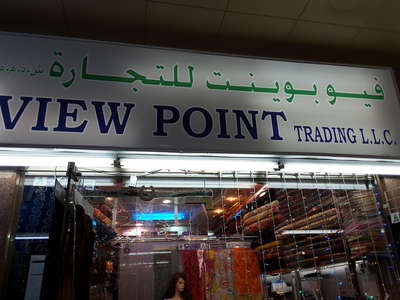 فيو بوينت للتجارة ش.ذ.م.م
VIEW POINT TRADING L.L.C.